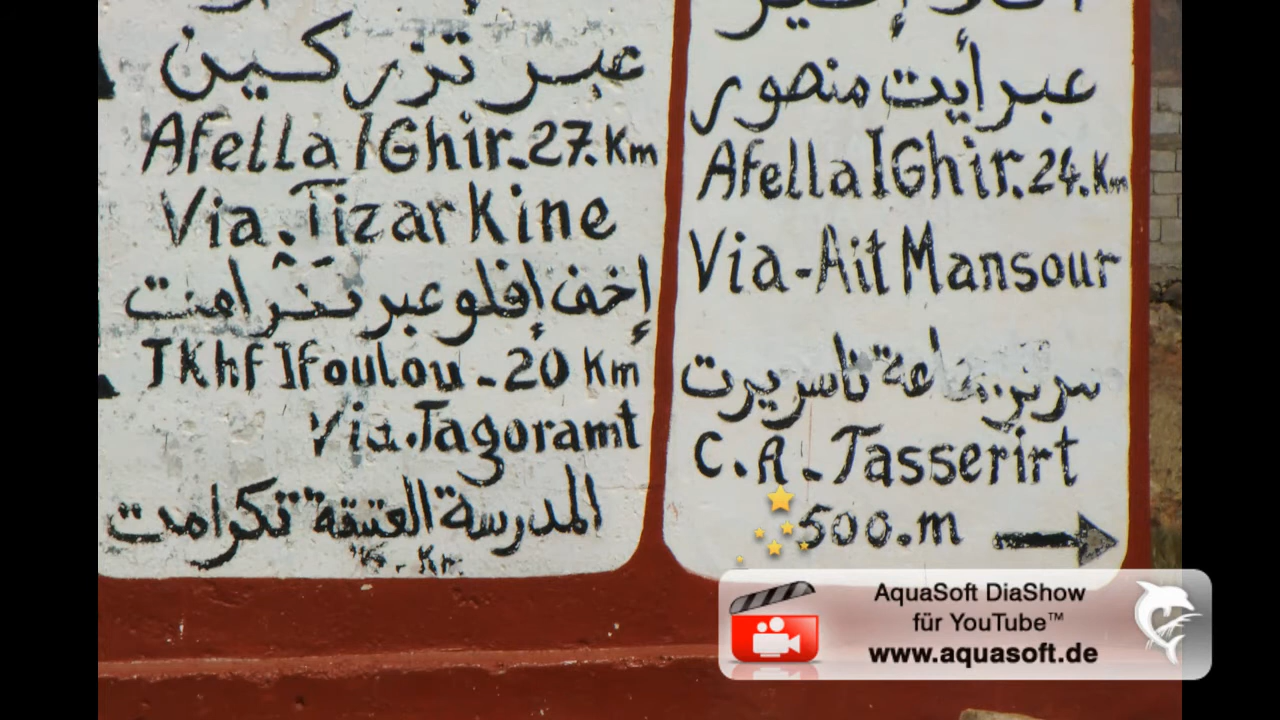 عبر تزركين
Afella IGhir.27.Km
Via.TizarKine
إخف إفلو عبر تگرامت
IKhf Ifoulou-20 Km
Via.Tagoramt
المدرسة العتيقة تكرامت
عبر أيت منصور
Afella IGhir.24.Km
Via-Ait Mansour
تاسريرت
C.A-Tasserirt
500.m
AquaSoft DiaShow
für YouTube™
www.aquasoft.de